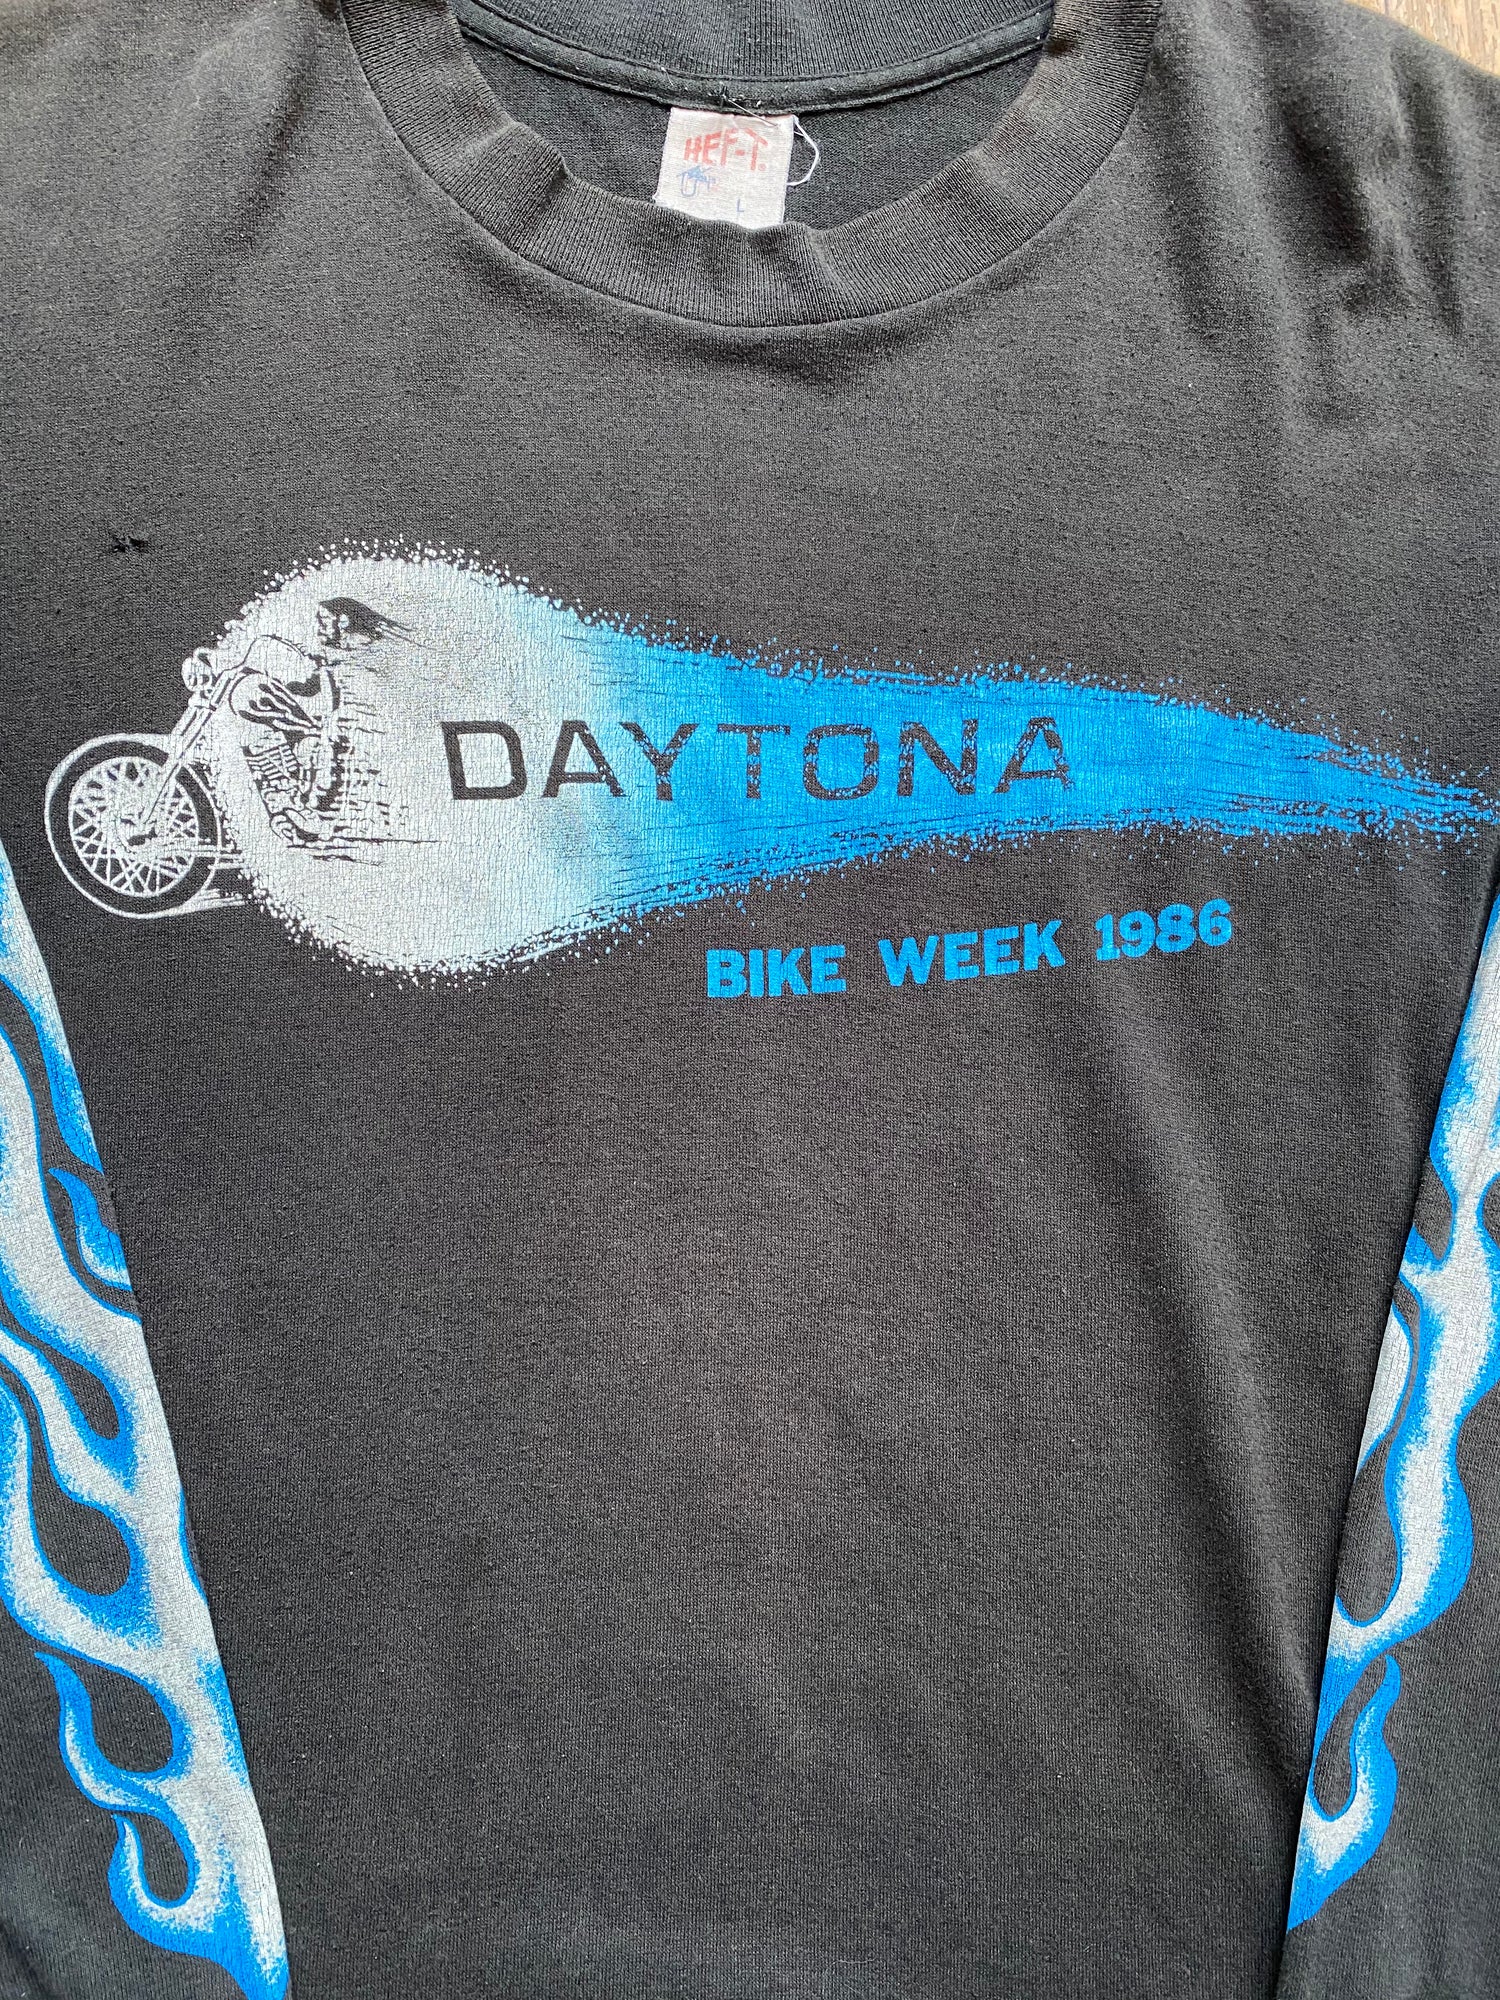 HEF-T.
L
DAYTONA
BIKE WEEK 1986